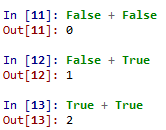 In [11]: False + False
Out[11]: 0
In [12]: False + True
Out[12]: 1
In [13]: True + True
Out[13]: 2